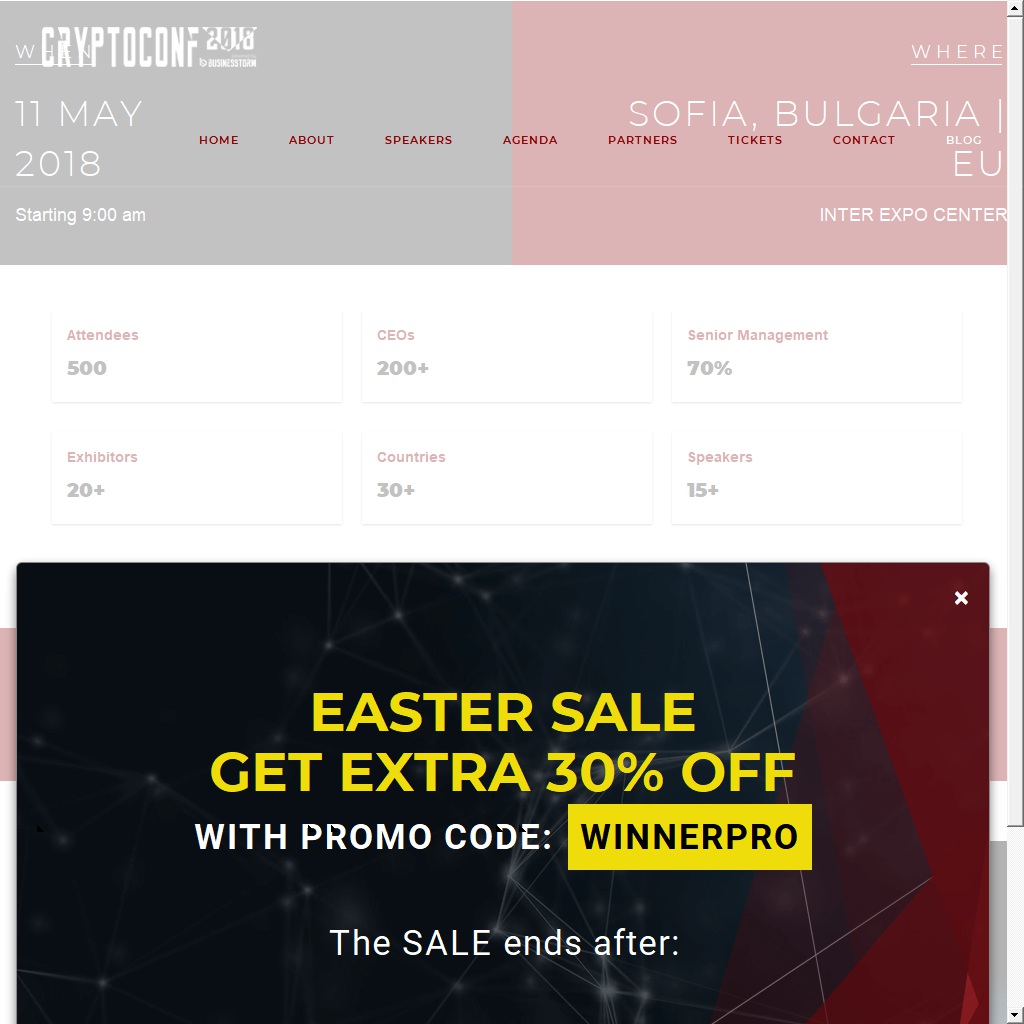 CRYPTOCONF 2018
BUSINESSTORM
WHEN
WHERE
11 MAY
2018
SOFIA, BULGARIA |
EU
HOME
ABOUT
SPEAKERS
AGENDA
PARTNERS
TICKETS
CONTACT
BLOG
Starting 9:00 am
INTER EXPO CENTER
Attendees
500
CEOs
200+
Senior Management
70%
Exhibitors
20+
Countries
30+
Speakers
15+
×
EASTER SALE
GET EXTRA 30% OFF
WITH PROMO CODE: WINNERPRO
The SALE ends after: